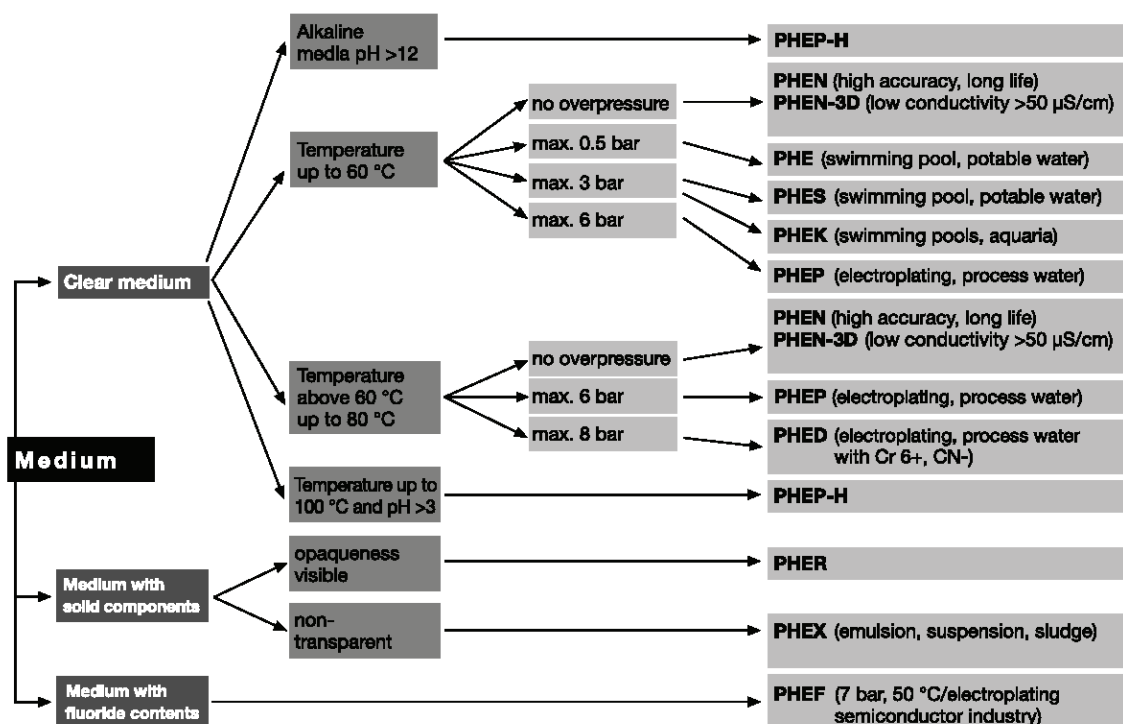 Alkaline
media pH >12
PHEP-H
Temperature
up to 60 °C
no overpressure
PHEN (high accuracy, long life)
PHEN-3D (low conductivity >50 µS/cm)
max. 0.5 bar
PHE (swimming pool, potable water)
max. 3 bar
PHES (swimming pool, potable water)
PHEK (swimming pools, aquaria)
max. 6 bar
PHEP (electroplating, process water)
Clear medium
Temperature
above 60 °C
up to 80 °C
no overpressure
PHEN (high accuracy, long life)
PHEN-3D (low conductivity >50 µS/cm)
max. 6 bar
PHEP (electroplating, process water)
max. 8 bar
PHED (electroplating, process water
with Cr 6+, CN-)
Medium
Temperature up to
100 °C and pH >3
PHEP-H
Medium with
solid components
opaqueness
visible
PHER
non-
transparent
PHEX (emulsion, suspension, sludge)
Medium with
fluoride contents
PHEF (7 bar, 50 °C/electroplating
semiconductor industry)